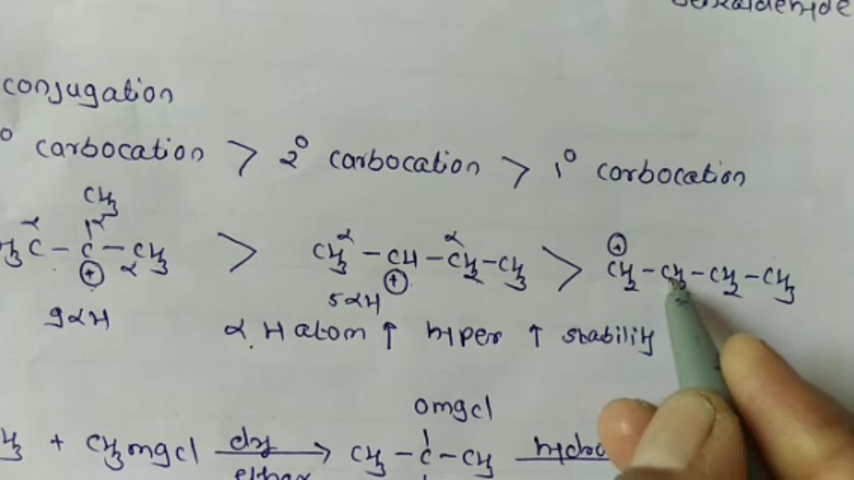 conjugation
° carbocation > 2° carbocation > 1° carbocation
CH₃
α
H₃C – C – CH₃ > CH₃ – CH – CH₂ – CH₃ > CH₂ – CH₂ – CH₂ – CH₃
α ⊕ α α ⊕ α ⊕
9αH 5αH
α H atom ↑ hyper ↑ stability
omgcl
+ CH₃mgcl dry ether → CH₃ – C – CH₃